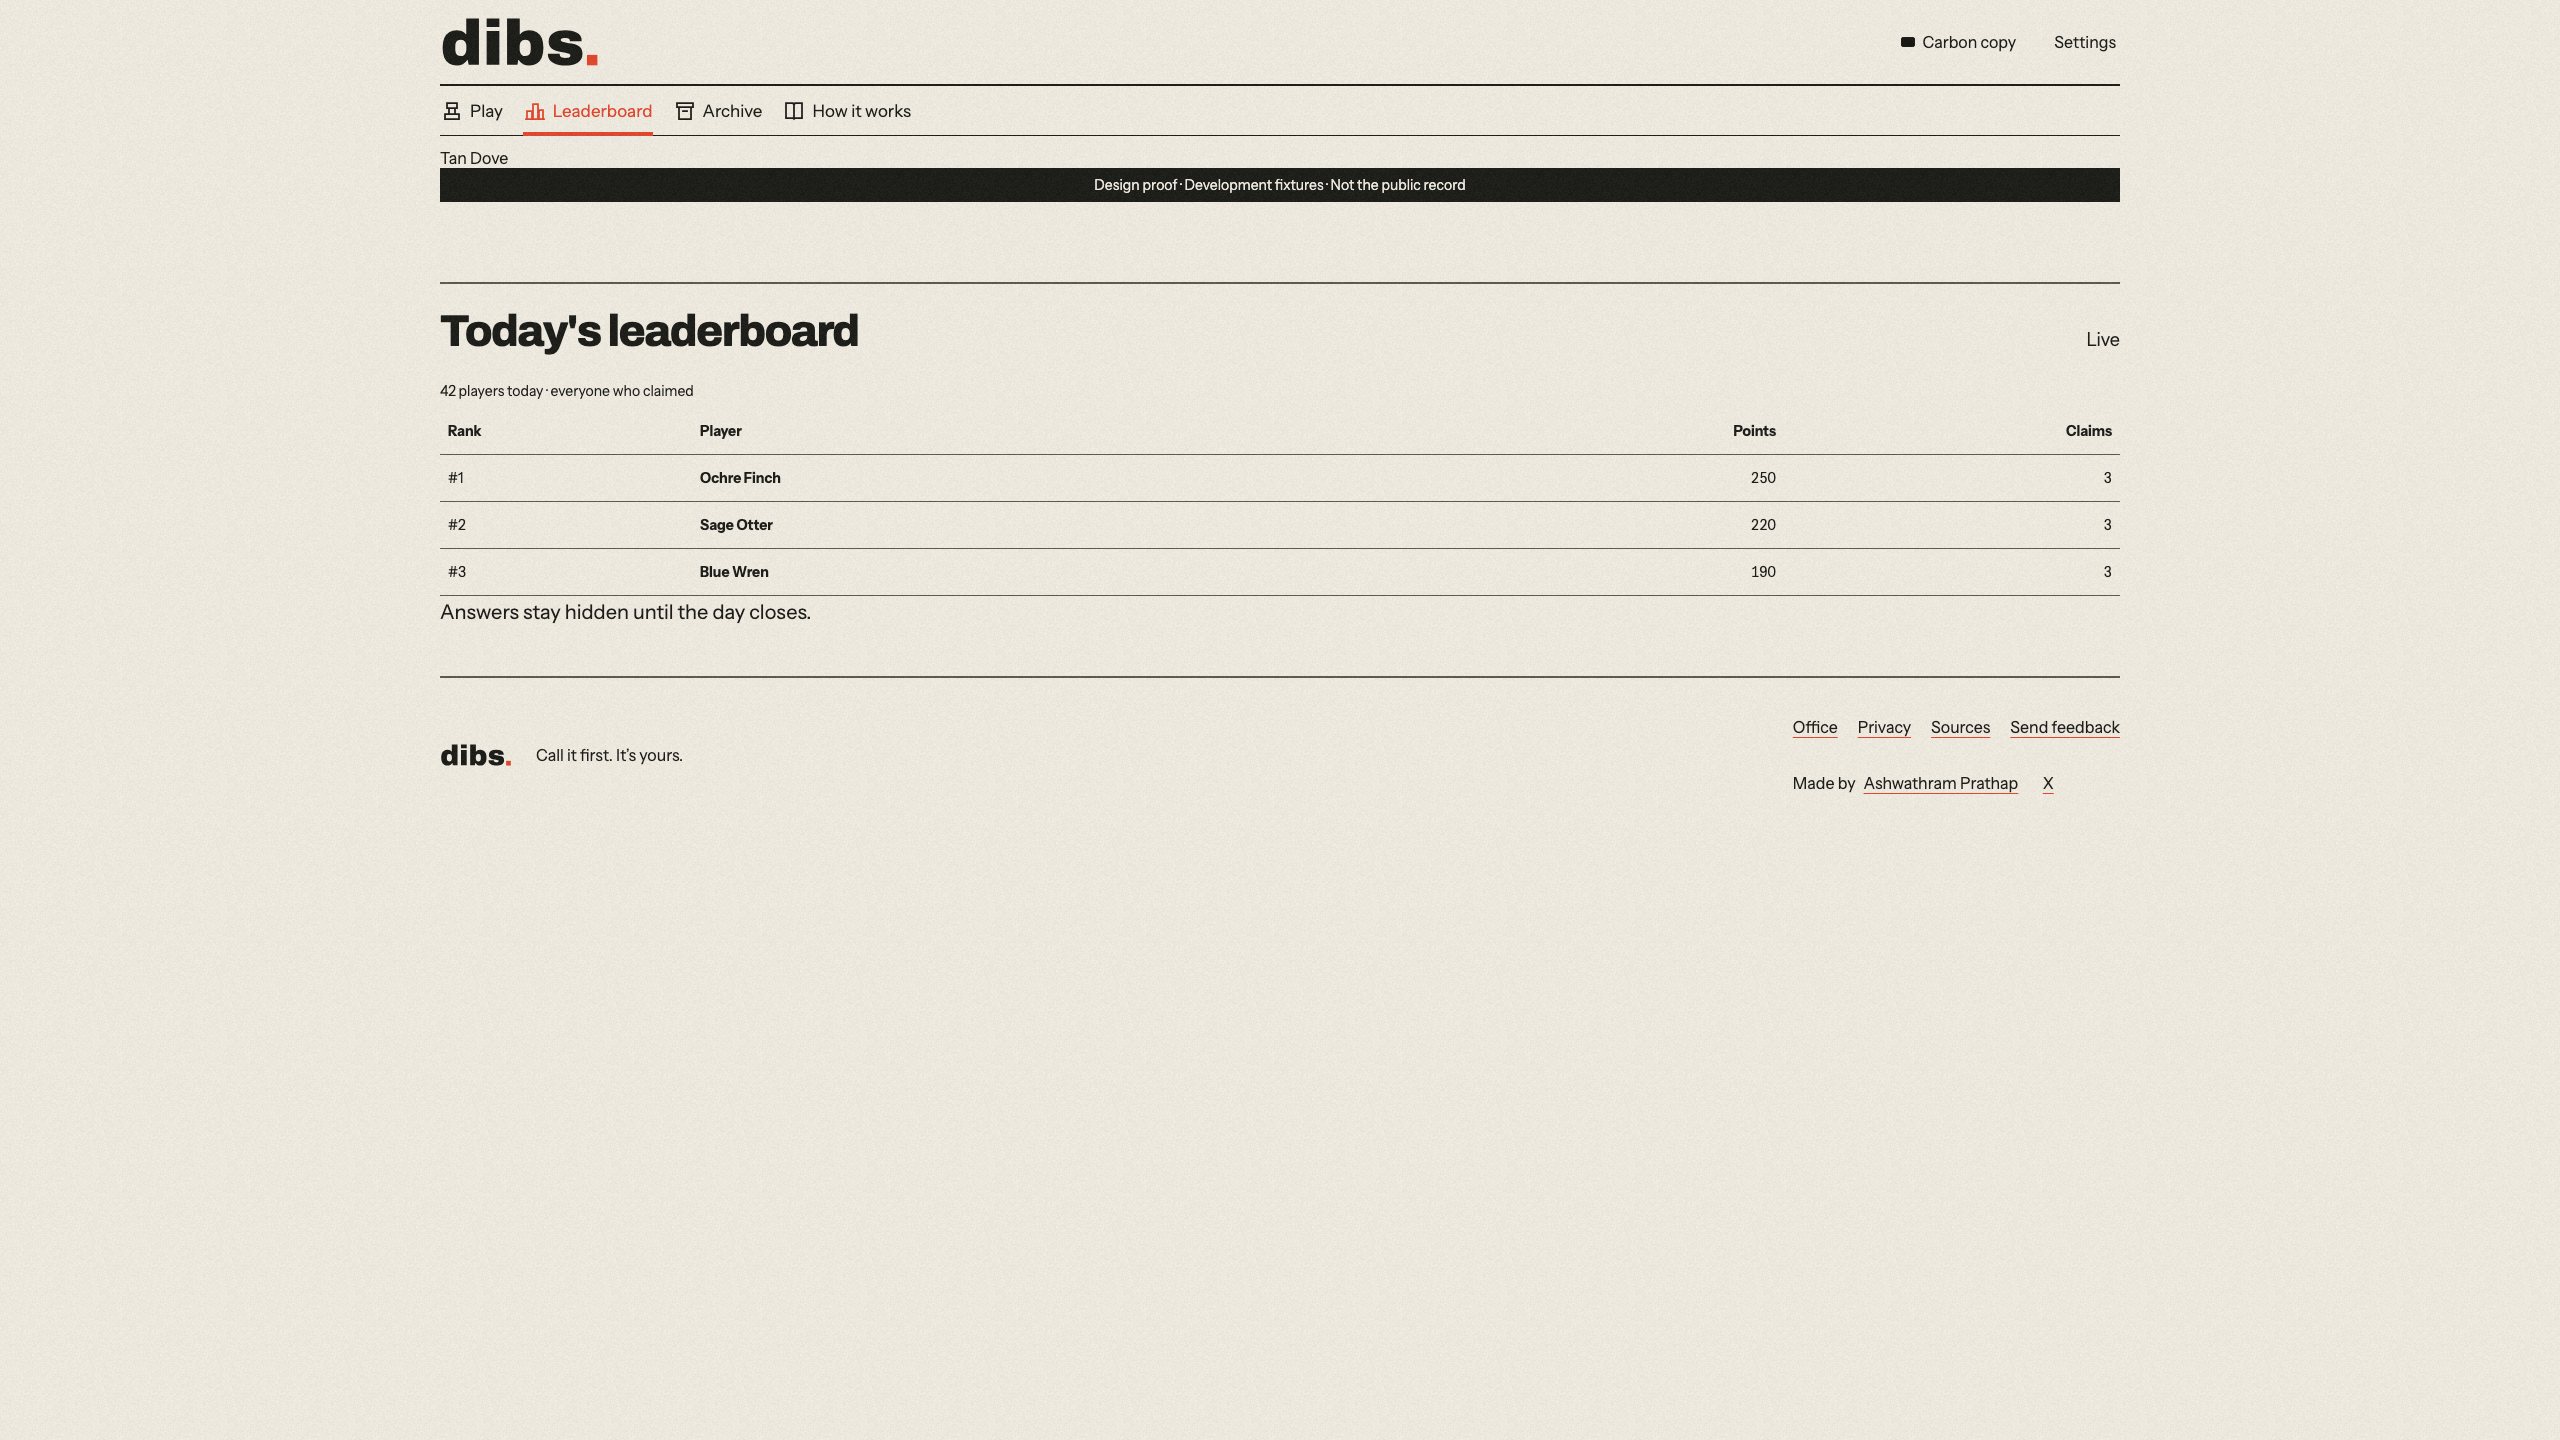 dibs.
Carbon copy Settings
Play Leaderboard Archive How it works
Tan Dove
Design proof · Development fixtures · Not the public record
Today's leaderboard
Live
42 players today · everyone who claimed
Rank Player Points Claims
#1 Ochre Finch 250 3
#2 Sage Otter 220 3
#3 Blue Wren 190 3
Answers stay hidden until the day closes.
Office Privacy Sources Send feedback
dibs. Call it first. It's yours.
Made by Ashwathram Prathap X